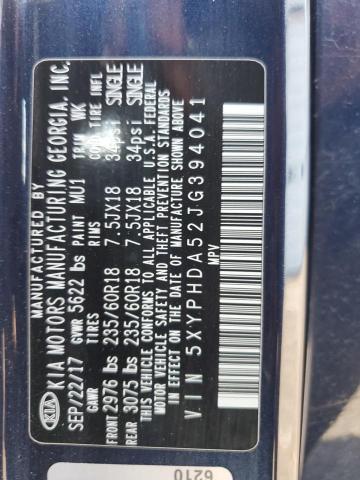 KIA
MANUFACTURED BY
KIA MOTORS MANUFACTURING GEORGIA, INC.
SEP/22/17 GVWR 5622 lbs PAINT MU1 TRIM WK
GAWR TIRES RIMS COLD TIRE INFL
FRONT 2976 lbs 235/60R18 7.5JX18 34psi SINGLE
REAR 3075 lbs 235/60R18 7.5JX18 34psi SINGLE
THIS VEHICLE CONFORMS TO ALL APPLICABLE U.S.A. FEDERAL
MOTOR VEHICLE SAFETY AND THEFT PREVENTION STANDARDS
IN EFFECT ON THE DATE OF MANUFACTURE SHOWN ABOVE.
VIN 5XYPHDA52JG394041
MPV
6210